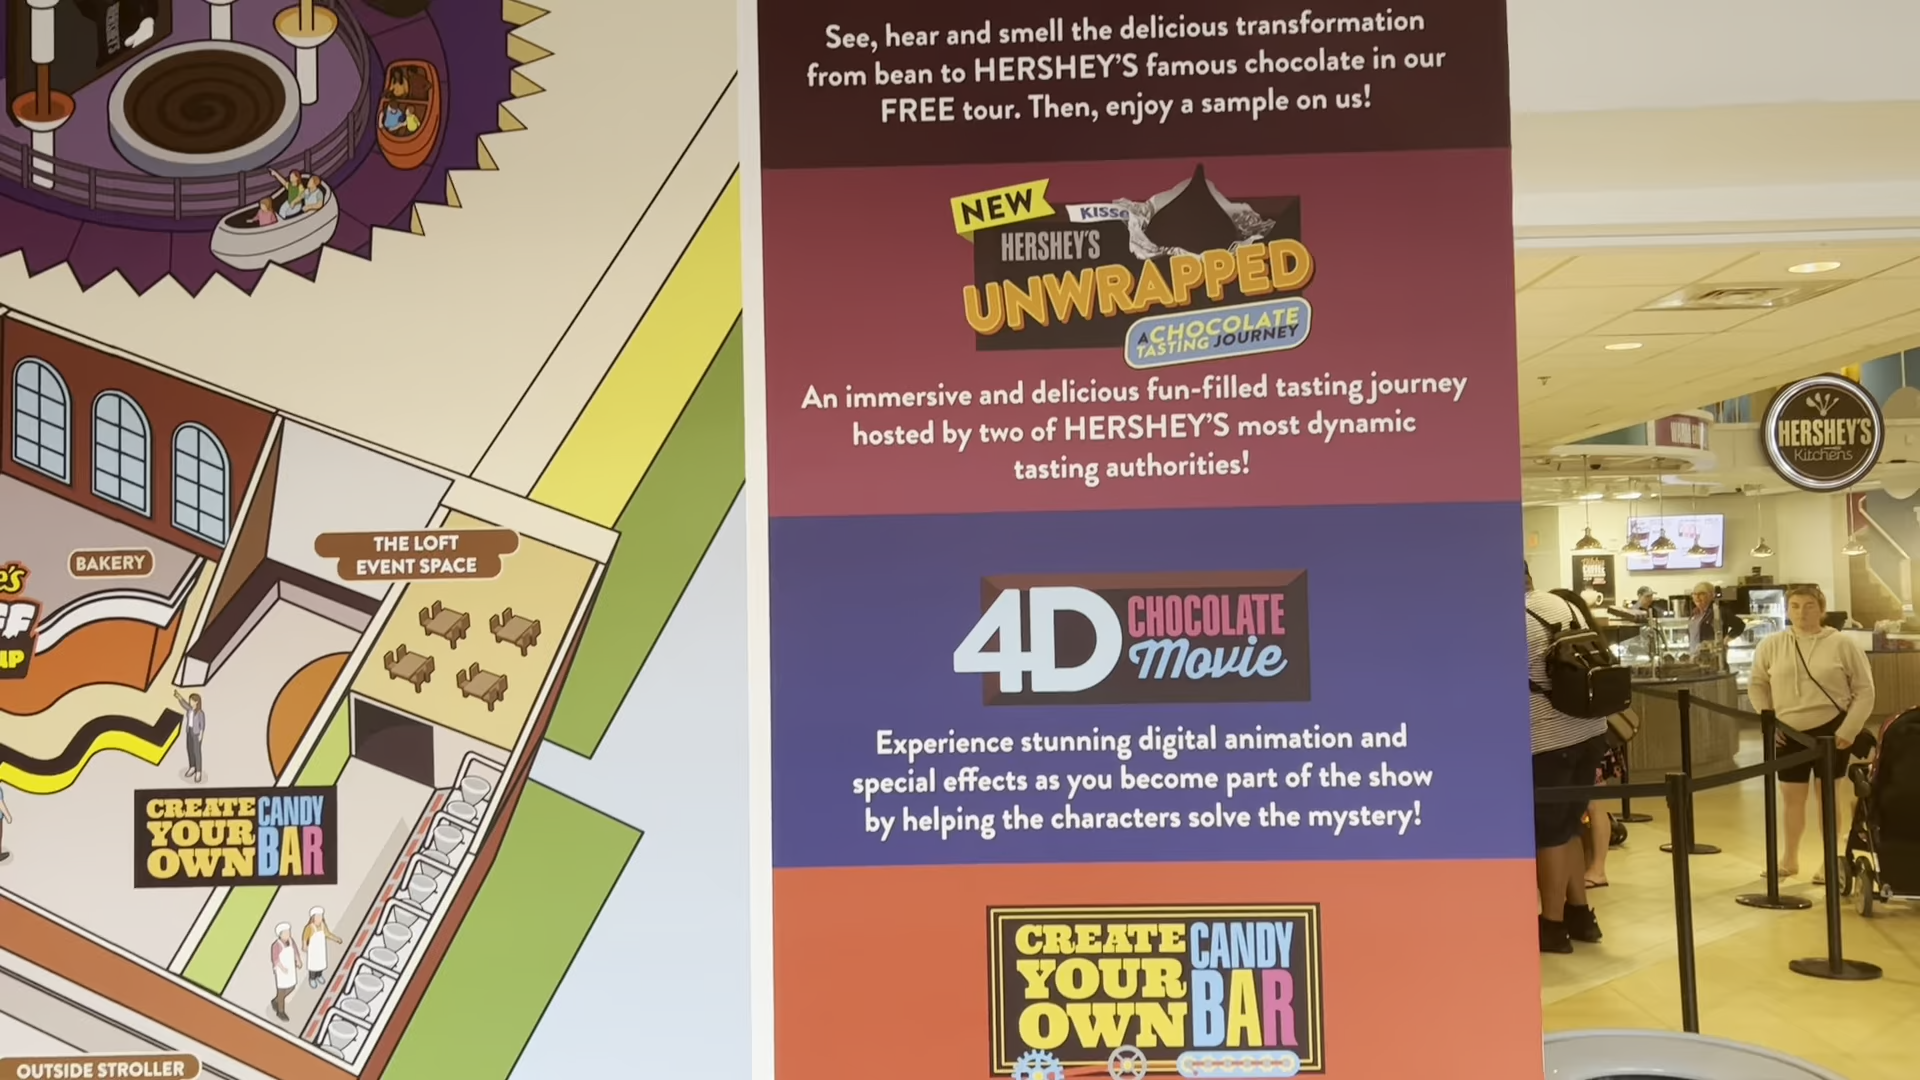 See, hear and smell the delicious transformation
from bean to HERSHEY'S famous chocolate in our
FREE tour. Then, enjoy a sample on us!
NEW
HERSHEY'S
UNWRAPPED
A CHOCOLATE
TASTING JOURNEY
An immersive and delicious fun-filled tasting journey
hosted by two of HERSHEY'S most dynamic
tasting authorities!
4D CHOCOLATE
Movie
Experience stunning digital animation and
special effects as you become part of the show
by helping the characters solve the mystery!
CREATE
YOUR
OWN
CANDY
BAR
BAKERY
THE LOFT
EVENT SPACE
CREATE
YOUR
OWN
CANDY
BAR
OUTSIDE STROLLER
HERSHEY'S
Kitchens